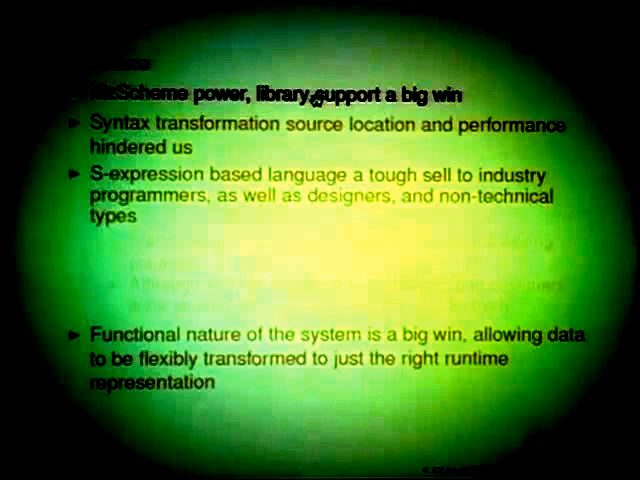 MzScheme power, library support a big win
Syntax transformation source location and performance
hindered us
S-expression based language a tough sell to industry
programmers, as well as designers, and non-technical
types
Functional nature of the system is a big win, allowing data
to be flexibly transformed to just the right runtime
representation